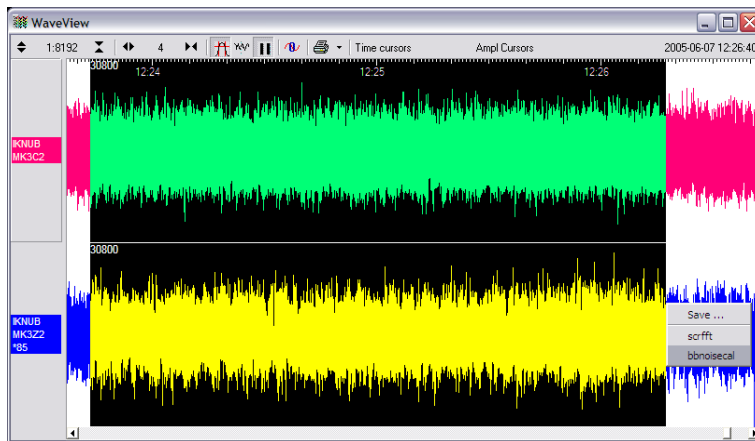 WaveView
1:8192 4 Time cursors Ampl Cursors 2005-06-07 12:26:40
30800
12:24 12:25 12:26
IKNUB
MK3C2
30800
IKNUB
MK3Z2
*85
Save ...
scrfft
bbnoisecal